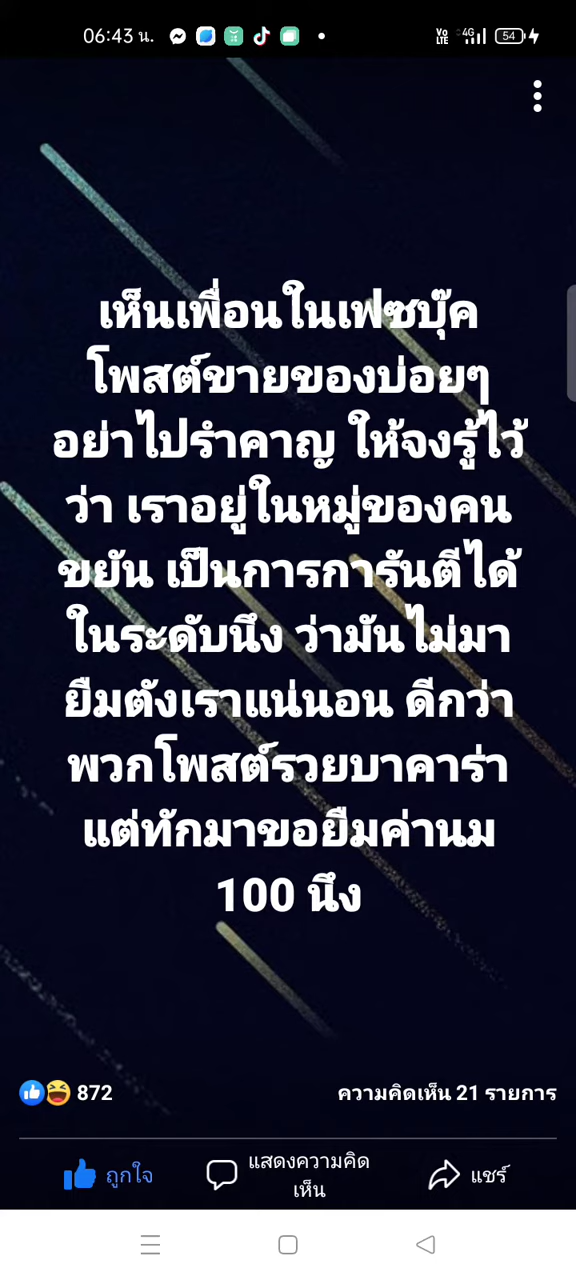 06:43 น.
Vo LTE 4G 54
เห็นเพื่อนในเฟซบุ๊ค
โพสต์ขายของบ่อยๆ
อย่าไปรำคาญ ให้จงรู้ไว้
ว่า เราอยู่ในหมู่ของคน
ขยัน เป็นการการันตีได้
ในระดับนึง ว่ามันไม่มา
ยืมตังเราแน่นอน ดีกว่า
พวกโพสต์รวยบาคาร่า
แต่ทักมาขอยืมค่านม
100 นึง
872
ความคิดเห็น 21 รายการ
ถูกใจ
แสดงความคิด
เห็น
แชร์